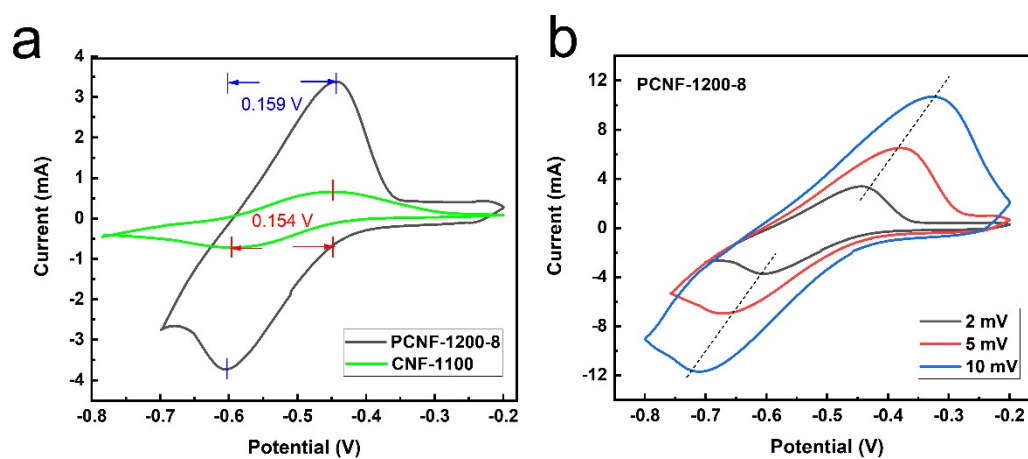 a
Current (mA)
4
3
2
1
0
-1
-2
-3
-4
0.159 V
0.154 V
PCNF-1200-8
CNF-1100
-0.8 -0.7 -0.6 -0.5 -0.4 -0.3 -0.2
Potential (V)
b
Current (mA)
12
8
4
0
-4
-8
-12
PCNF-1200-8
2 mV
5 mV
10 mV
-0.8 -0.7 -0.6 -0.5 -0.4 -0.3 -0.2
Potential (V)